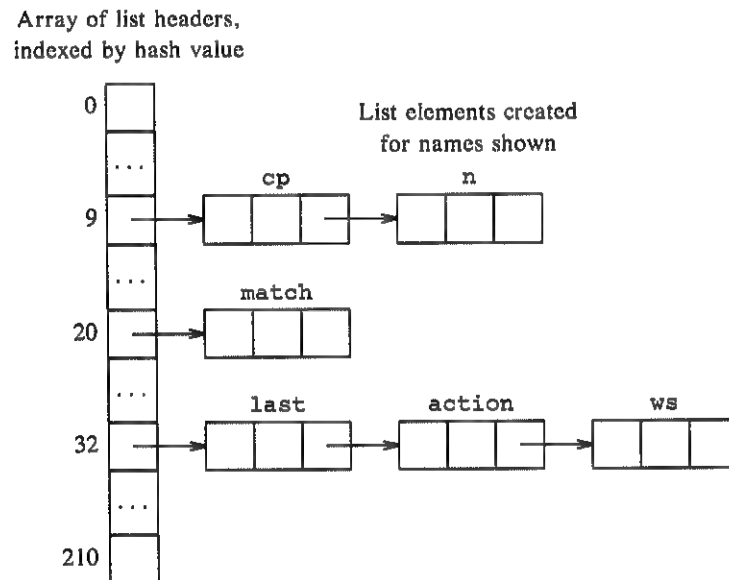 Array of list headers,
indexed by hash value
0
List elements created
for names shown
...
cp
n
9
...
match
20
...
last
action
ws
32
...
210